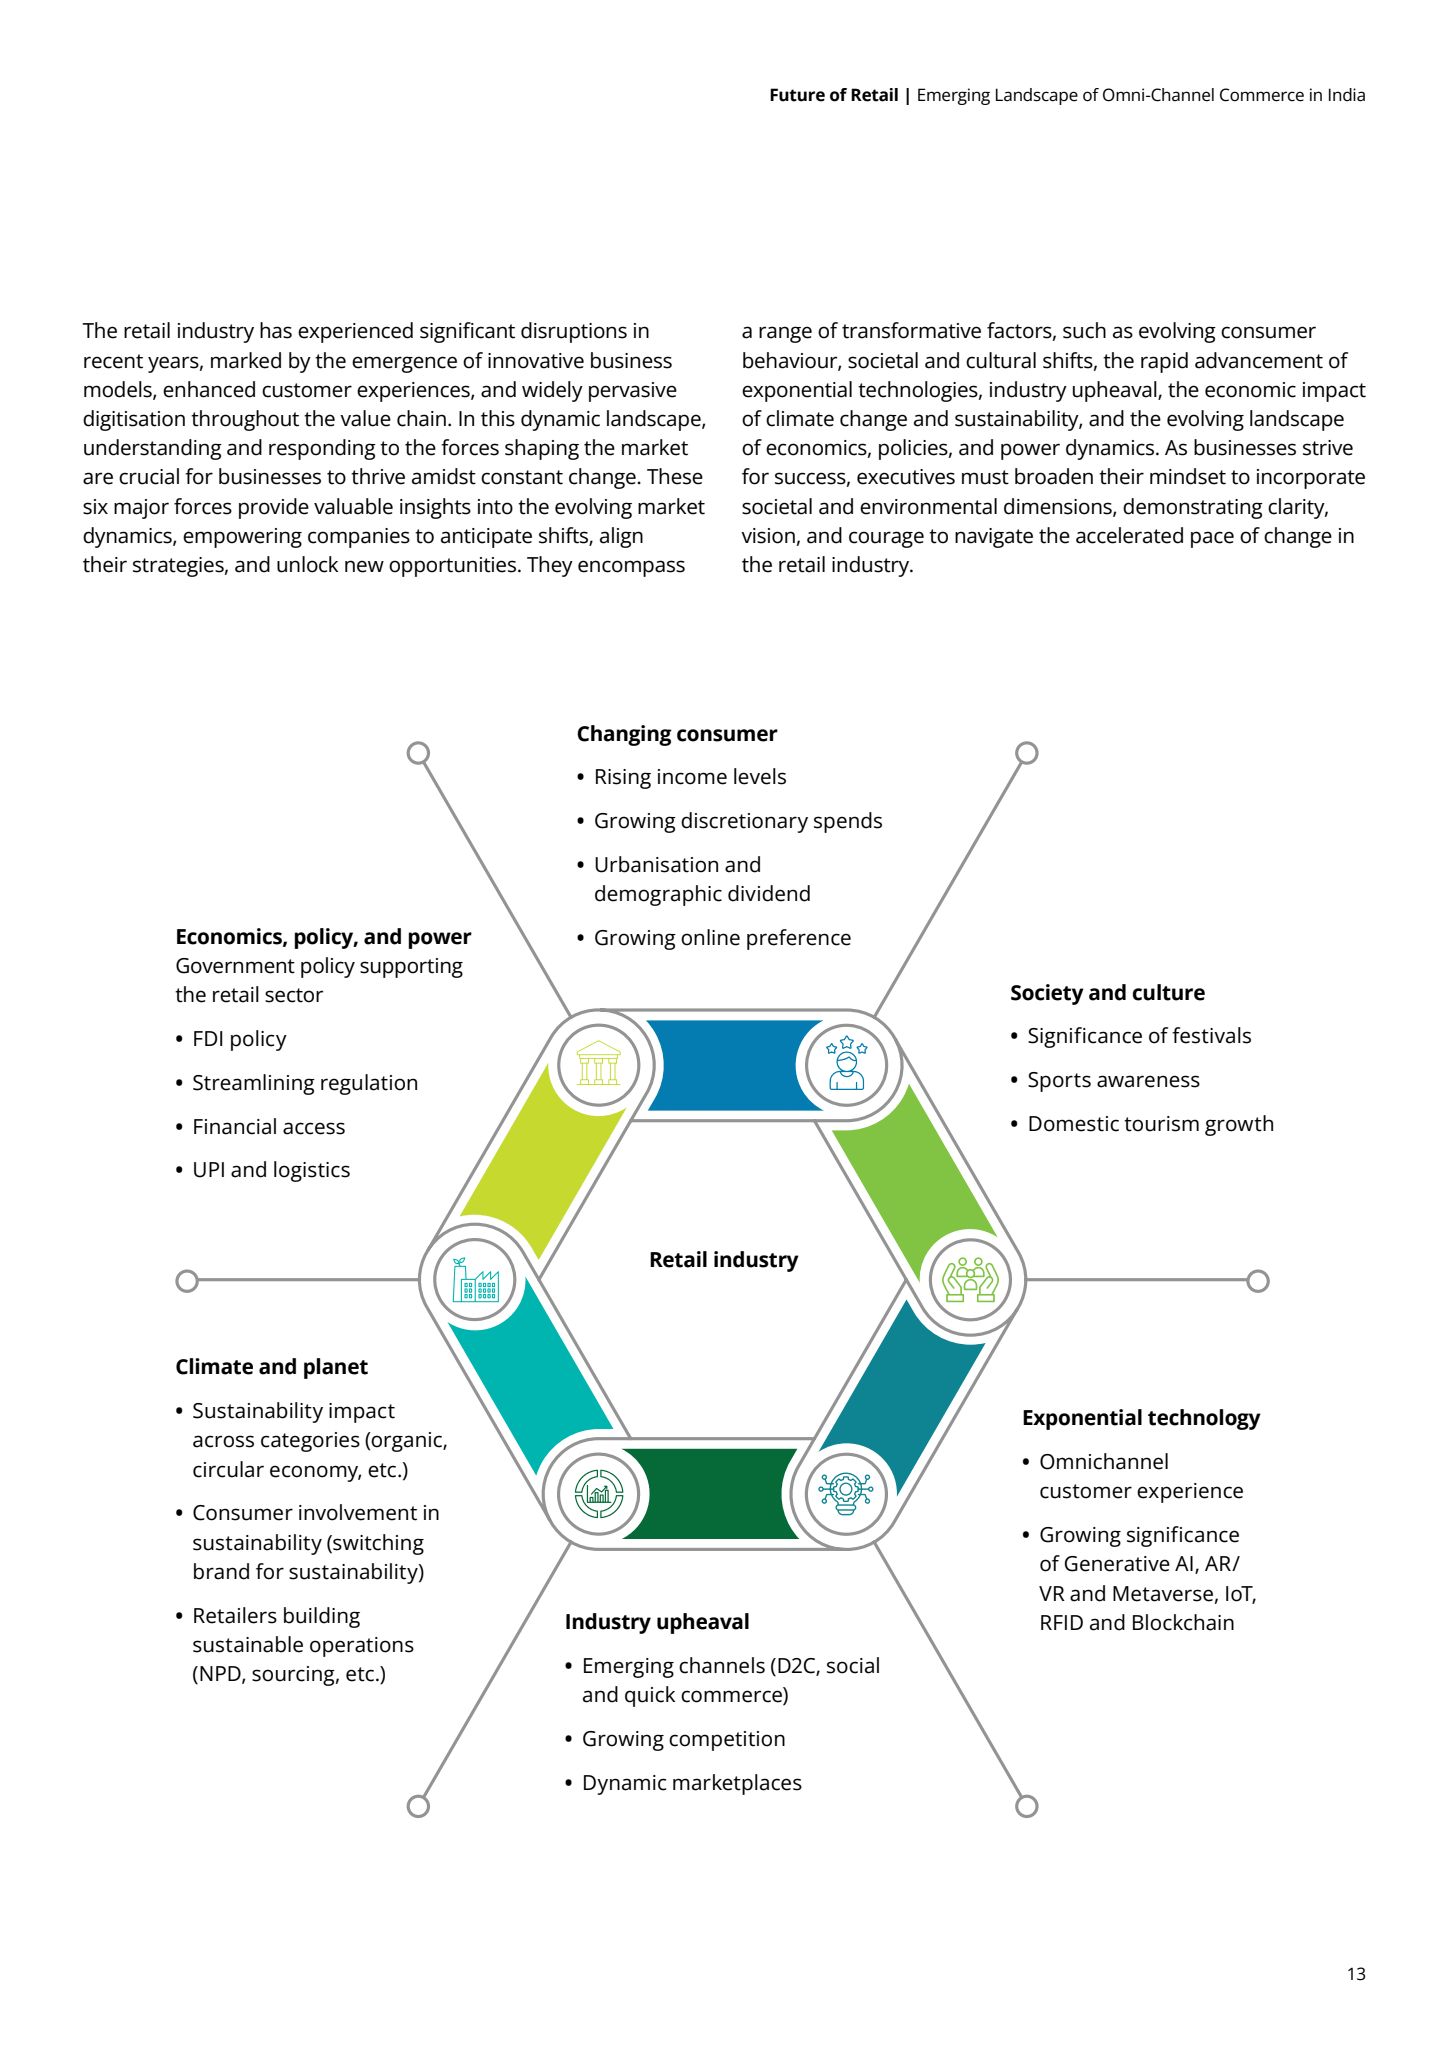 Future of Retail | Emerging Landscape of Omni-Channel Commerce in India
The retail industry has experienced significant disruptions in
recent years, marked by the emergence of innovative business
models, enhanced customer experiences, and widely pervasive
digitisation throughout the value chain. In this dynamic landscape,
understanding and responding to the forces shaping the market
are crucial for businesses to thrive amidst constant change. These
six major forces provide valuable insights into the evolving market
dynamics, empowering companies to anticipate shifts, align
their strategies, and unlock new opportunities. They encompass
a range of transformative factors, such as evolving consumer
behaviour, societal and cultural shifts, the rapid advancement of
exponential technologies, industry upheaval, the economic impact
of climate change and sustainability, and the evolving landscape
of economics, policies, and power dynamics. As businesses strive
for success, executives must broaden their mindset to incorporate
societal and environmental dimensions, demonstrating clarity,
vision, and courage to navigate the accelerated pace of change in
the retail industry.
Changing consumer
• Rising income levels
• Growing discretionary spends
• Urbanisation and
demographic dividend
• Growing online preference
Economics, policy, and power
Government policy supporting
the retail sector
• FDI policy
• Streamlining regulation
• Financial access
• UPI and logistics
Society and culture
• Significance of festivals
• Sports awareness
• Domestic tourism growth
Retail industry
Climate and planet
• Sustainability impact
across categories (organic,
circular economy, etc.)
• Consumer involvement in
sustainability (switching
brand for sustainability)
• Retailers building
sustainable operations
(NPD, sourcing, etc.)
Exponential technology
• Omnichannel
customer experience
• Growing significance
of Generative AI, AR/
VR and Metaverse, IoT,
RFID and Blockchain
Industry upheaval
• Emerging channels (D2C, social
and quick commerce)
• Growing competition
• Dynamic marketplaces
13